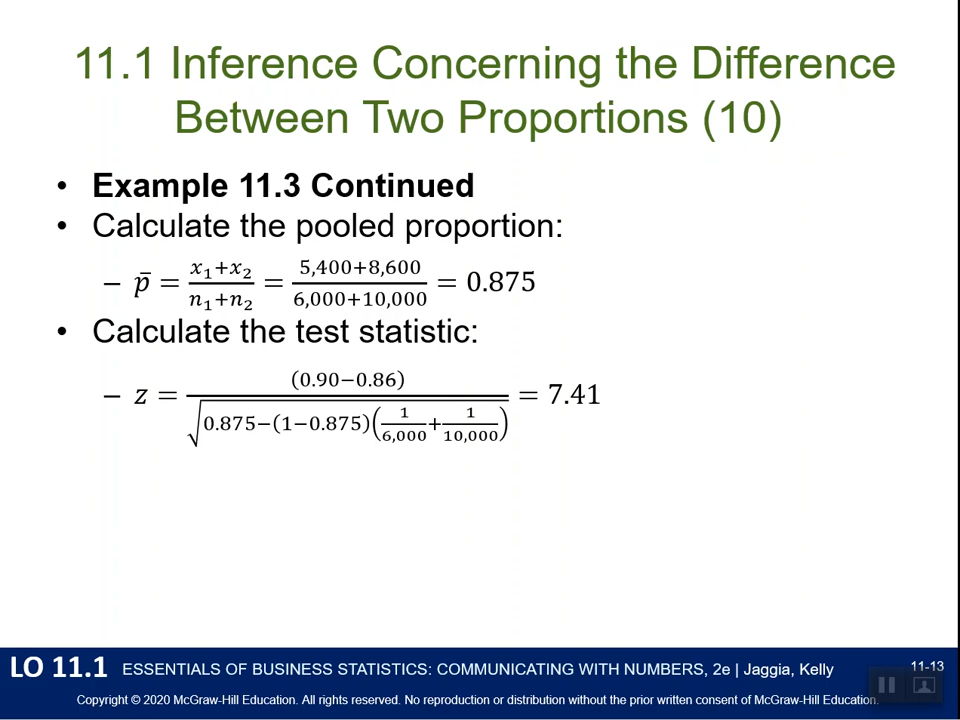 11.1 Inference Concerning the Difference
Between Two Proportions (10)
• Example 11.3 Continued
• Calculate the pooled proportion:
– p̄ = (x₁+x₂)/(n₁+n₂) = (5,400+8,600)/(6,000+10,000) = 0.875
• Calculate the test statistic:
– z = (0.90−0.86)/√(0.875−(1−0.875)(1/6,000+1/10,000)) = 7.41
LO 11.1 ESSENTIALS OF BUSINESS STATISTICS: COMMUNICATING WITH NUMBERS, 2e | Jaggia, Kelly 11-13
Copyright © 2020 McGraw-Hill Education. All rights reserved. No reproduction or distribution without the prior written consent of McGraw-Hill Education.